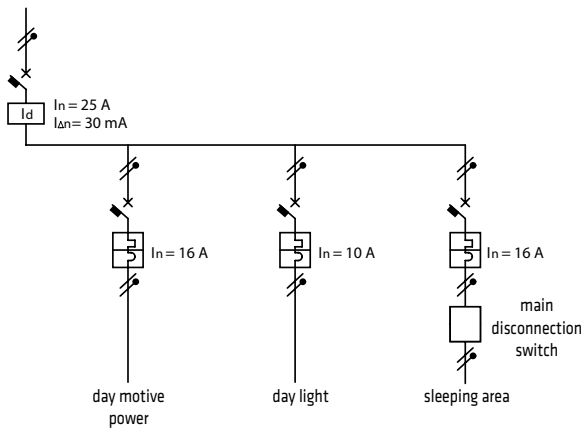 In = 25 A
Id
I∆n= 30 mA
In = 16 A
In = 10 A
In = 16 A
main
disconnection
switch
day motive
power
day light
sleeping area